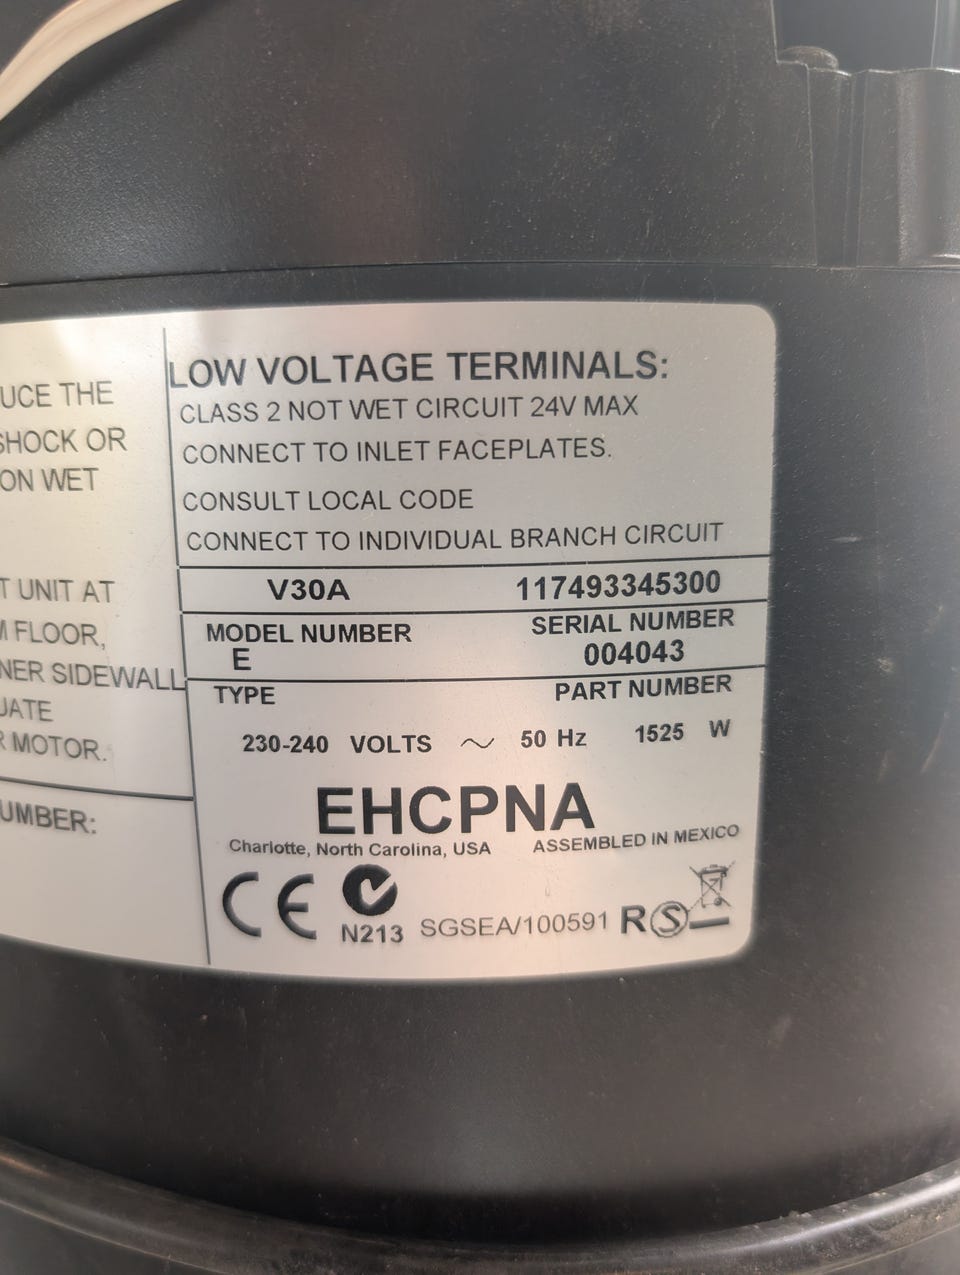 UCE THE
SHOCK OR
ON WET
T UNIT AT
FLOOR,
NER SIDEWALL
UATE
R MOTOR.
UMBER:
LOW VOLTAGE TERMINALS:
CLASS 2 NOT WET CIRCUIT 24V MAX
CONNECT TO INLET FACEPLATES.
CONSULT LOCAL CODE
CONNECT TO INDIVIDUAL BRANCH CIRCUIT
V30A 117493345300
MODEL NUMBER SERIAL NUMBER
E 004043
TYPE PART NUMBER
230-240 VOLTS ~ 50 Hz 1525 W
EHCPNA
Charlotte, North Carolina, USA ASSEMBLED IN MEXICO
CE N213 SGSEA/100591 R S